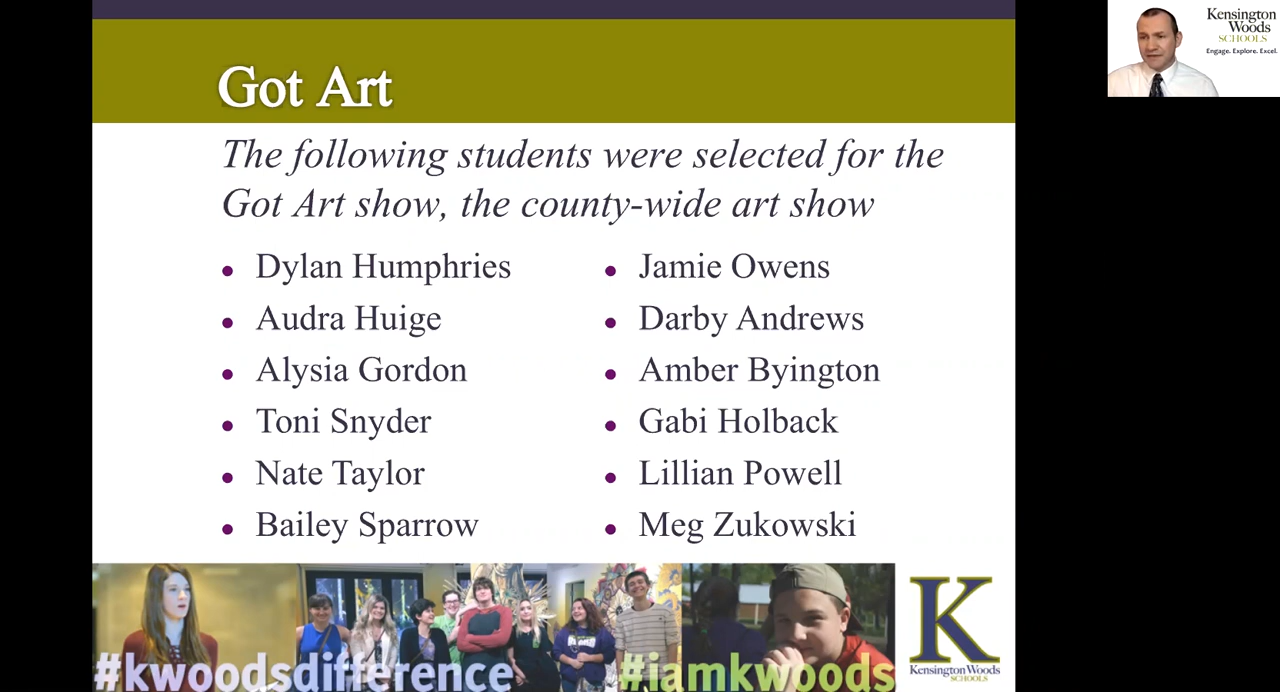 Got Art
The following students were selected for the
Got Art show, the county-wide art show
• Dylan Humphries
• Audra Huige
• Alysia Gordon
• Toni Snyder
• Nate Taylor
• Bailey Sparrow
• Jamie Owens
• Darby Andrews
• Amber Byington
• Gabi Holback
• Lillian Powell
• Meg Zukowski
#kwoodsdifference
#iamkwoods
K
Kensington Woods
SCHOOLS
Kensington
Woods
SCHOOLS
Engage. Explore. Excel.